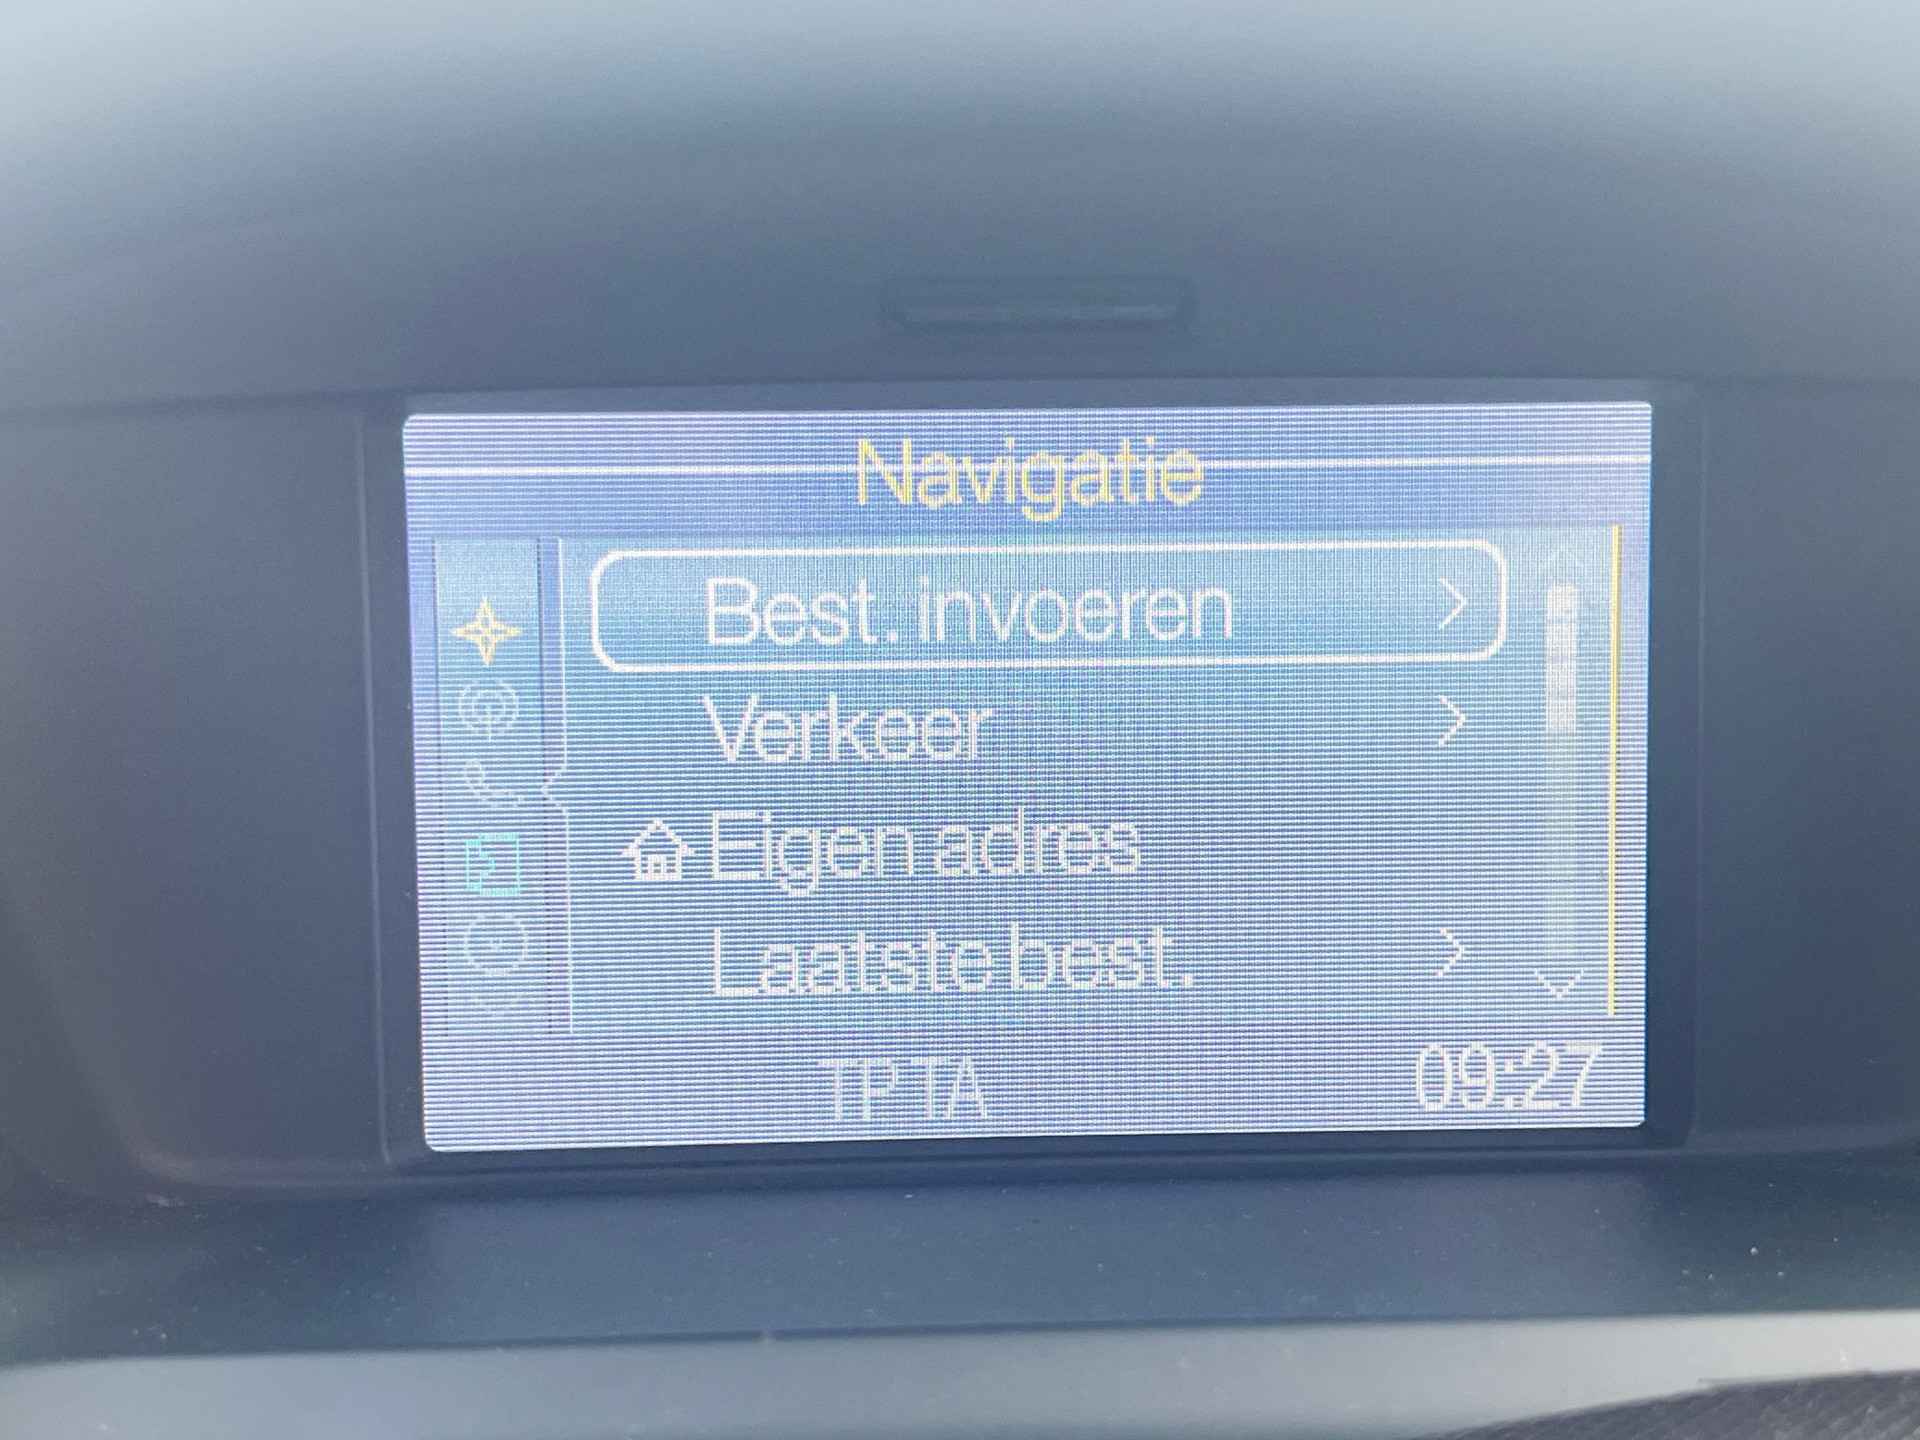 Navigatie
Best. invoeren
Verkeer
Eigen adres
Laatste best.
TP TA
09:27